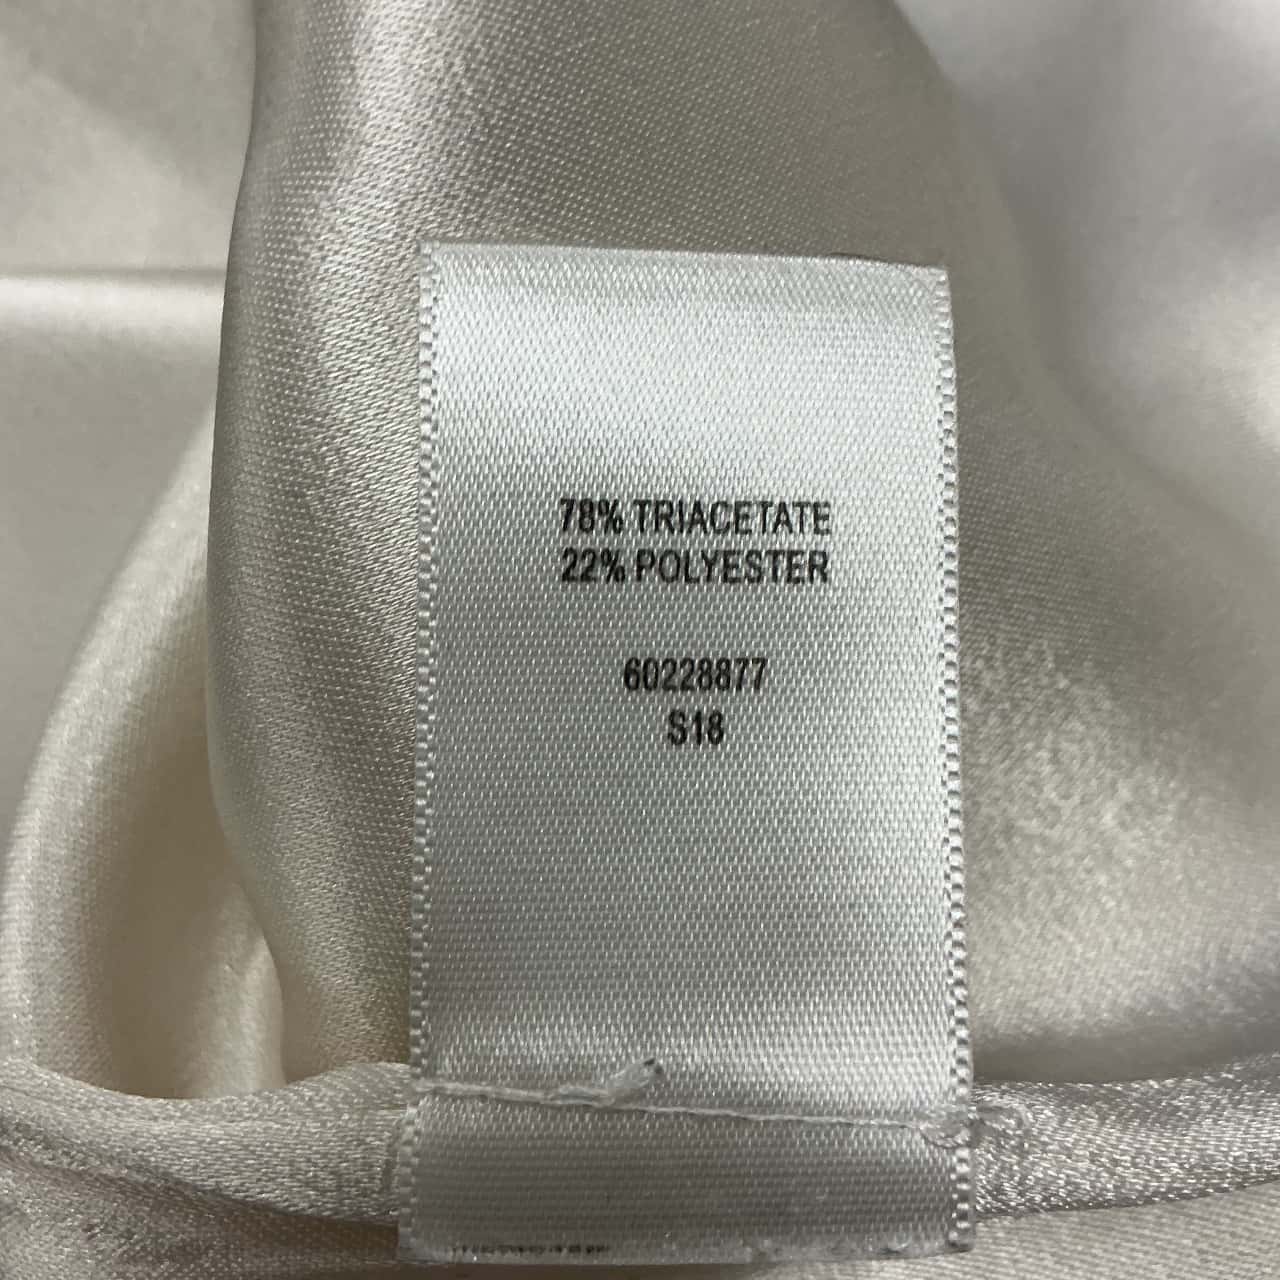 78% TRIACETATE
22% POLYESTER
60228877
S18